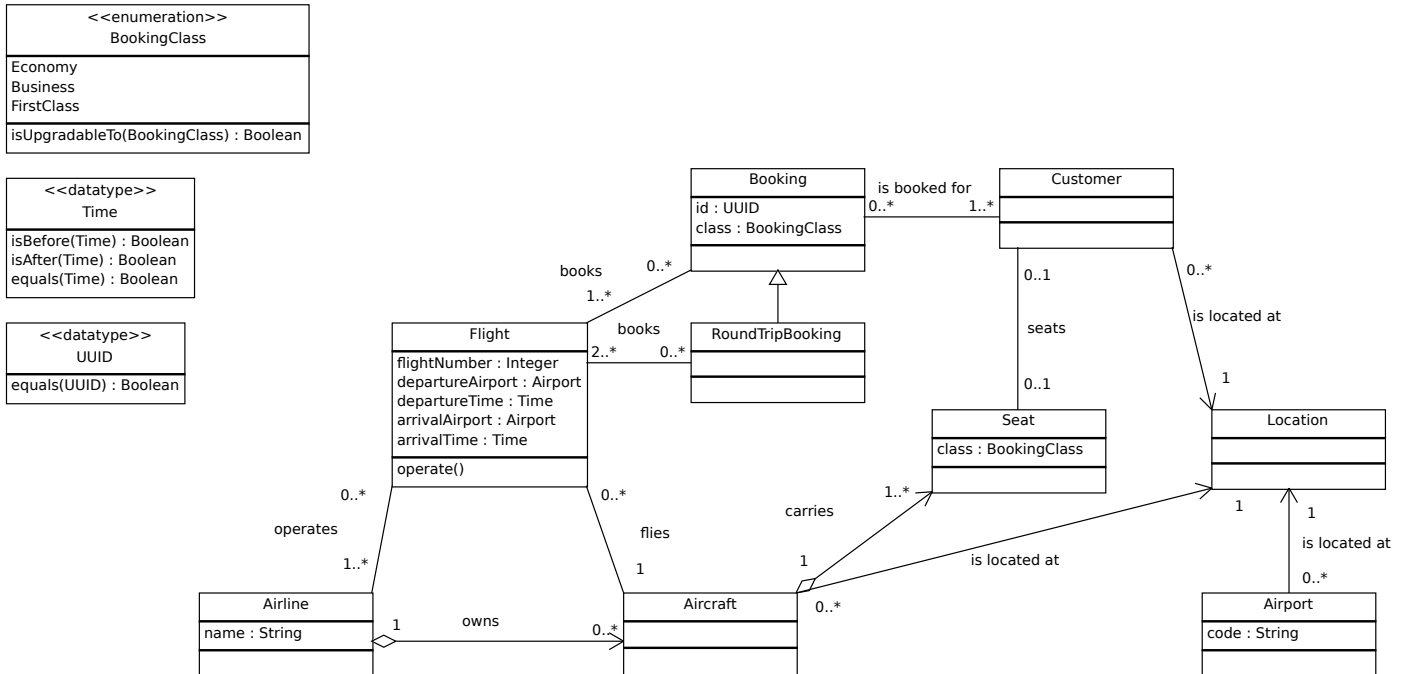 <<enumeration>>
BookingClass
Economy
Business
FirstClass
isUpgradableTo(BookingClass) : Boolean
<<datatype>>
Time
isBefore(Time) : Boolean
isAfter(Time) : Boolean
equals(Time) : Boolean
<<datatype>>
UUID
equals(UUID) : Boolean
Booking
id : UUID
class : BookingClass
is booked for
0..*
1..*
Customer
books
0..*
1..*
0..1
seats
0..1
0..*
is located at
1
Flight
flightNumber : Integer
departureAirport : Airport
departureTime : Time
arrivalAirport : Airport
arrivalTime : Time
operate()
books
2..*
0..*
RoundTripBooking
Seat
class : BookingClass
Location
0..*
operates
1..*
0..*
flies
1
1..*
carries
1
1
is located at
0..*
1
is located at
0..*
Airline
name : String
1
owns
0..*
Aircraft
Airport
code : String